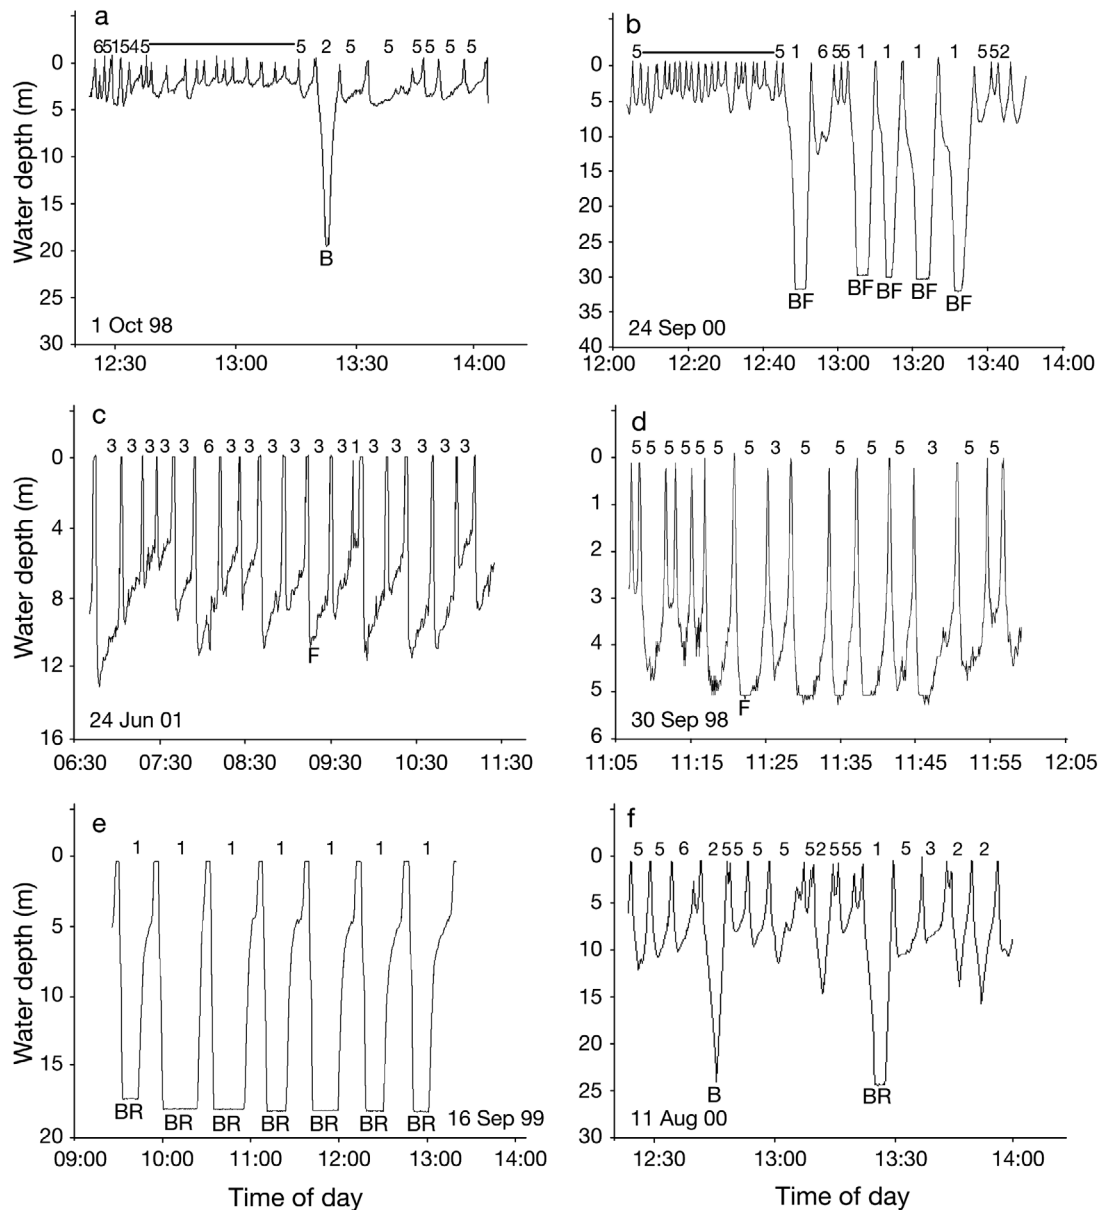 a
6515455 5 2 5 5 55 5 5
0
5
10
15
20
25
30
B
1 Oct 98
12:30 13:00 13:30 14:00
Water depth (m)
b
5 5 1 6 55 1 1 1 1 552
0
5
10
15
20
25
30
35
40
BF BF BF BF BF
24 Sep 00
12:00 12:20 12:40 13:00 13:20 13:40 14:00
c
3 3 3 3 3 6 3 3 3 3 3 3 1 3 3 3 3 3
0
4
8
12
16
F
24 Jun 01
06:30 07:30 08:30 09:30 10:30 11:30
Water depth (m)
d
5 5 5 5 5 5 5 3 5 5 5 5 3 5 5
0
1
2
3
4
5
6
F
30 Sep 98
11:05 11:15 11:25 11:35 11:45 11:55 12:05
e
1 1 1 1 1 1 1
0
5
10
15
20
BR BR BR BR BR BR BR
16 Sep 99
09:00 10:00 11:00 12:00 13:00 14:00
Water depth (m)
Time of day
f
5 5 6 2 55 5 5 52 555 1 5 3 2 2
0
5
10
15
20
25
30
B BR
11 Aug 00
12:30 13:00 13:30 14:00
Time of day